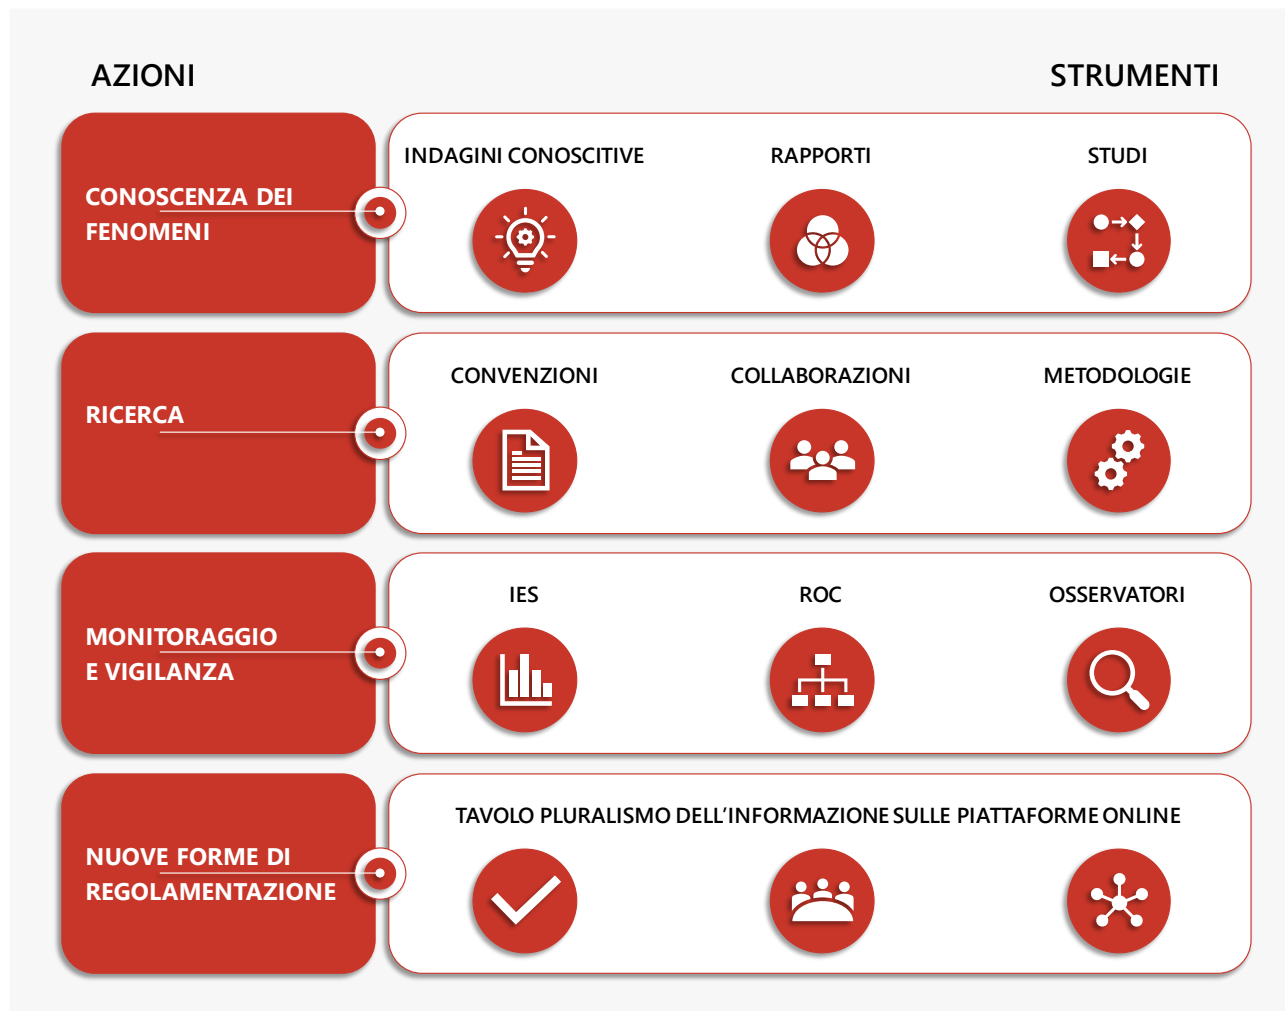 AZIONI
STRUMENTI
CONOSCENZA DEI
FENOMENI
INDAGINI CONOSCITIVE
RAPPORTI
STUDI
RICERCA
CONVENZIONI
COLLABORAZIONI
METODOLOGIE
MONITORAGGIO
E VIGILANZA
IES
ROC
OSSERVATORI
NUOVE FORME DI
REGOLAMENTAZIONE
TAVOLO PLURALISMO DELL’INFORMAZIONE SULLE PIATTAFORME ONLINE